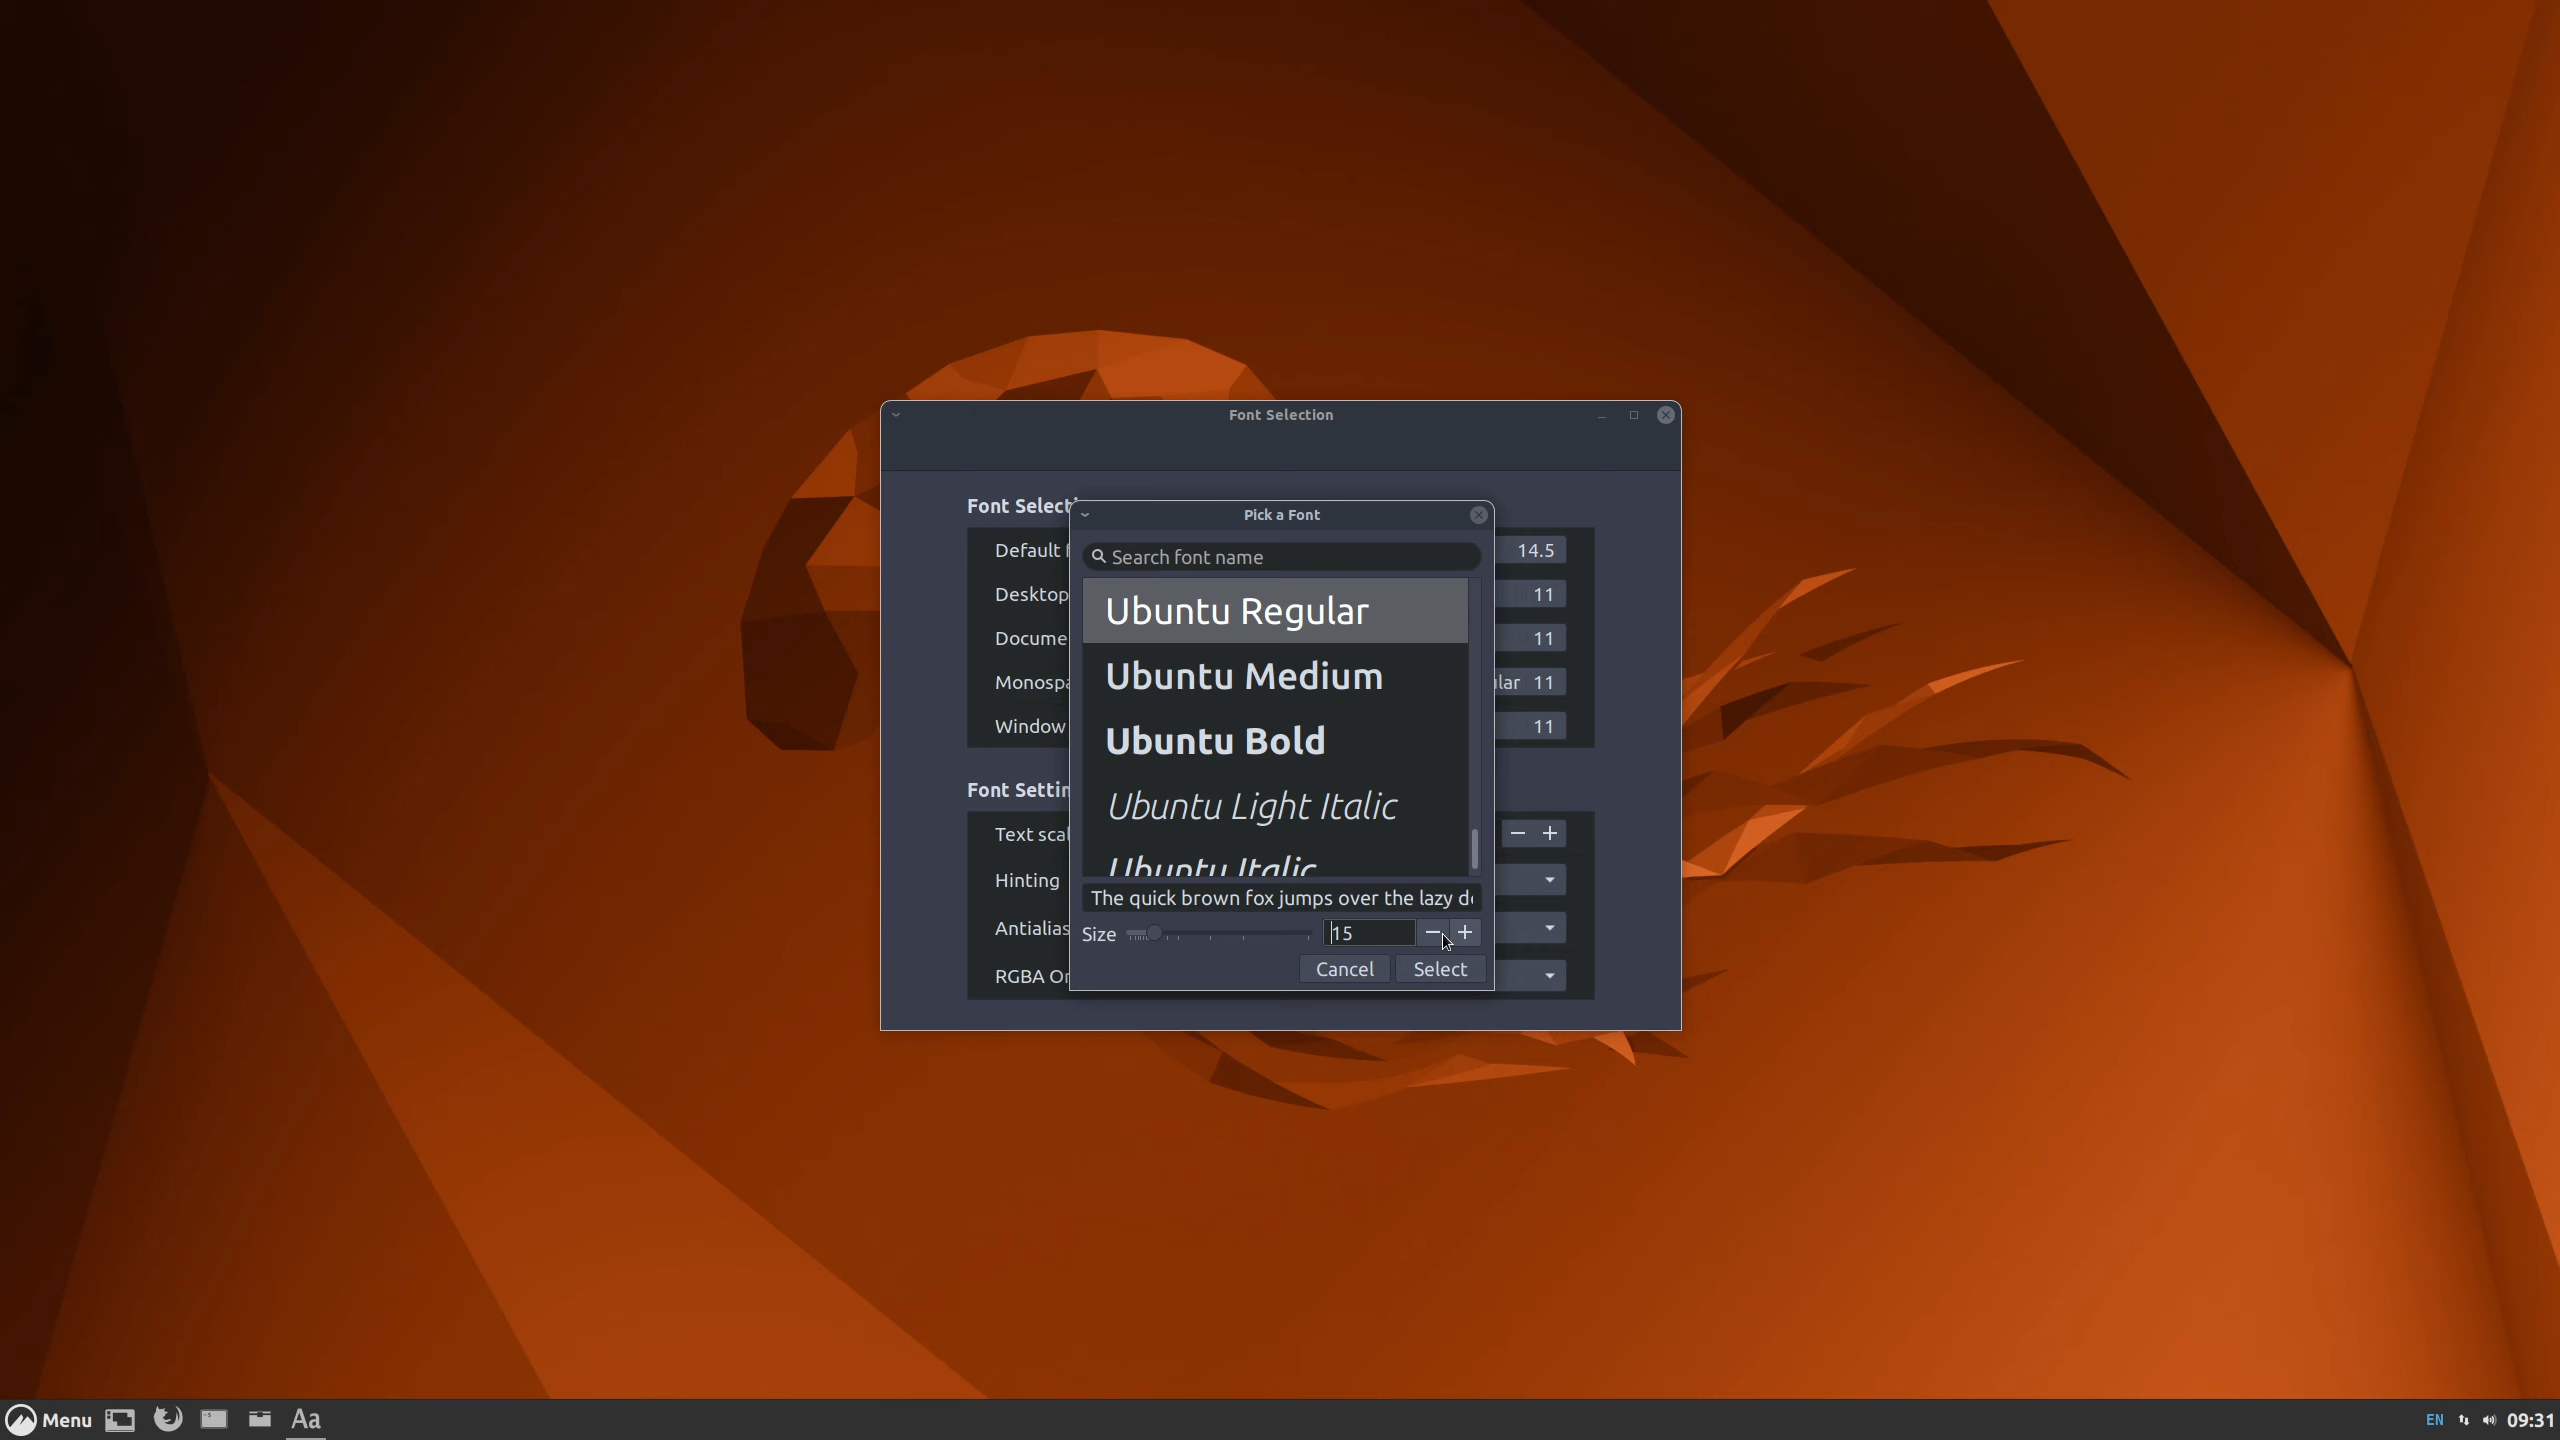 Font Selection
Font Selecti
Pick a Font
Search font name
Default f
14.5
Desktop
11
Docume
11
Monospa
lar 11
Window
11
Ubuntu Regular
Ubuntu Medium
Ubuntu Bold
Ubuntu Light Italic
Ubuntu Italic
Font Settin
Text scal
Hinting
Antialias
RGBA Or
The quick brown fox jumps over the lazy d
Size
15
Cancel
Select
Menu
Aa
EN
09:31